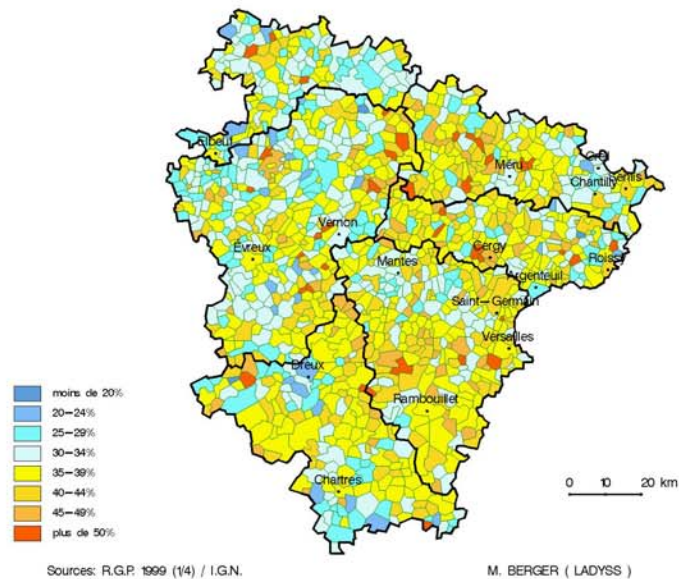 Elbeuf
Méru
Creil
Senlis
Chantilly
Vernon
Évreux
Mantes
Cergy
Roissy
Argenteuil
Saint-Germain
Versailles
Dreux
Rambouillet
Chartres
moins de 20%
20-24%
25-29%
30-34%
35-39%
40-44%
45-49%
plus de 50%
0 10 20 km
Sources: R.G.P. 1999 (1/4) / I.G.N.
M. BERGER ( LADYSS )